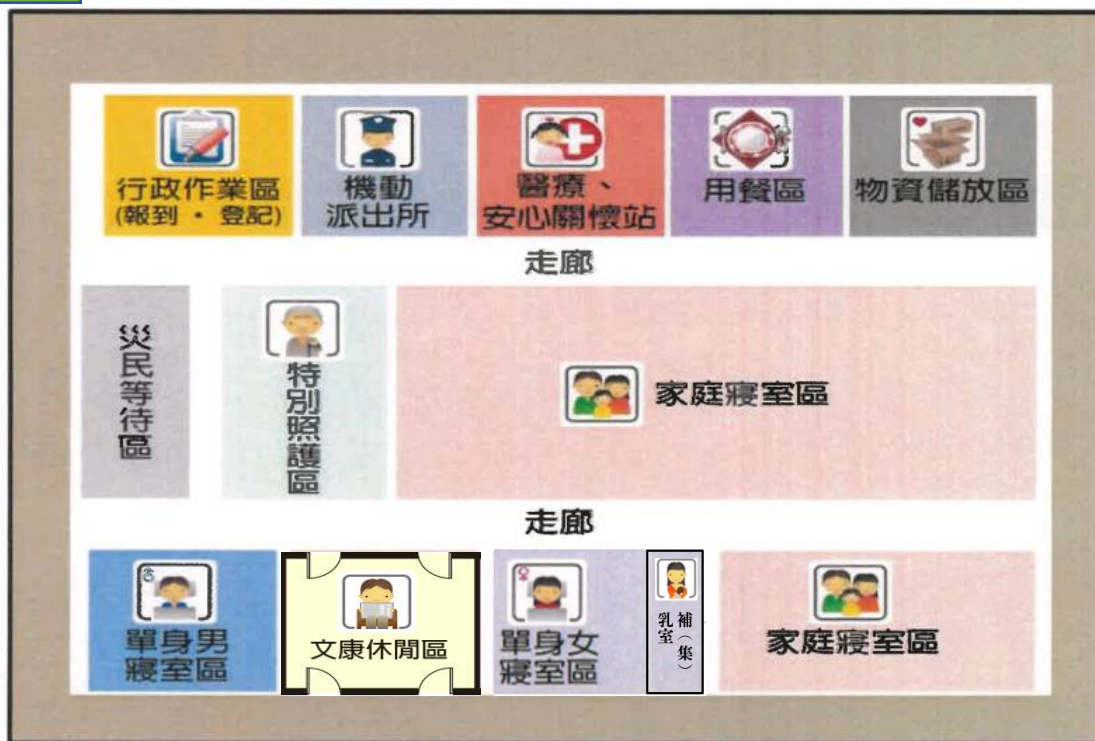 行政作業區
(報到 · 登記)
機動
派出所
醫療、
安心關懷站
用餐區
物資儲放區
走廊
災民等待區
特別照護區
家庭寢室區
走廊
單身男
寢室區
文康休閒區
單身女
寢室區
補（集）
乳室
家庭寢室區